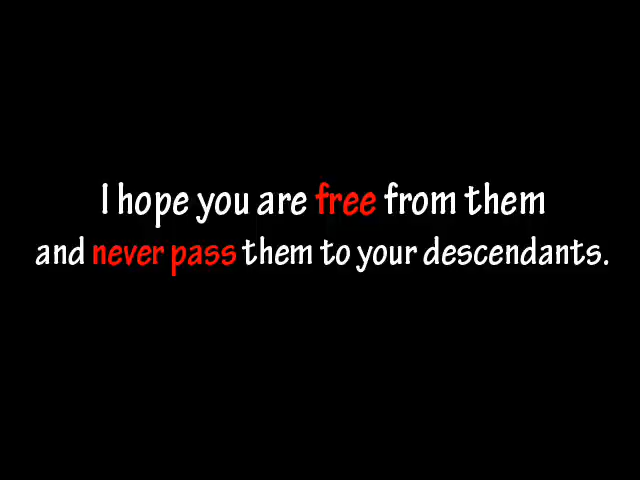 I hope you are free from them
and never pass them to your descendants.